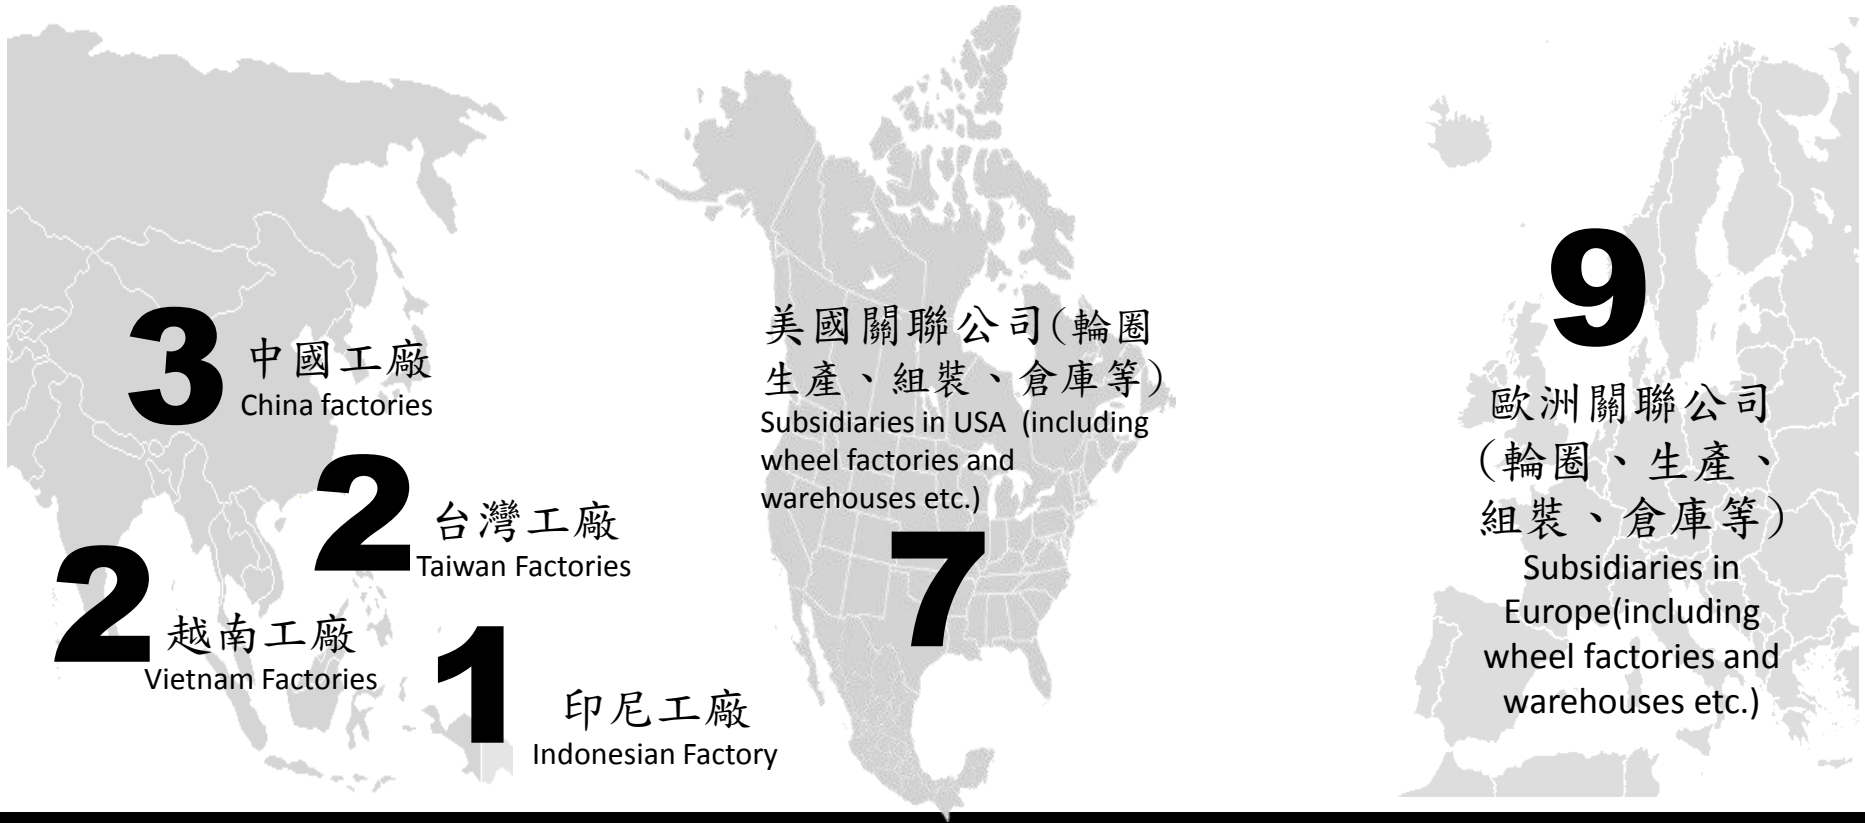 3
中國工廠
China factories
2
台灣工廠
Taiwan Factories
2
越南工廠
Vietnam Factories
1
印尼工廠
Indonesian Factory
美國關聯公司(輪圈
生產、組裝、倉庫等)
Subsidiaries in USA (including
wheel factories and
warehouses etc.)
7
9
歐洲關聯公司
(輪圈、生產、
組裝、倉庫等)
Subsidiaries in
Europe(including
wheel factories and
warehouses etc.)